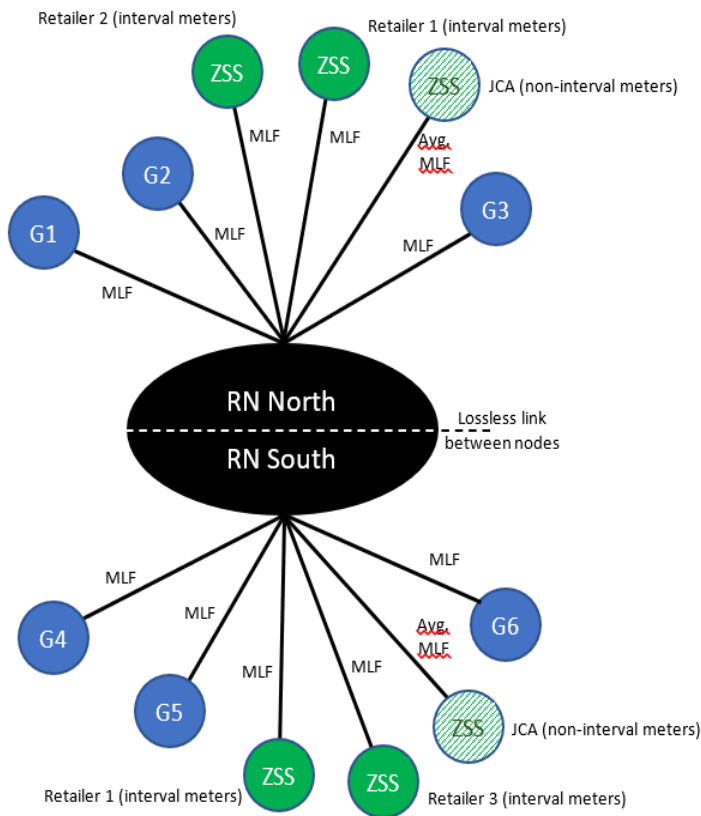 Retailer 2 (interval meters)
Retailer 1 (interval meters)
ZSS
ZSS
ZSS
JCA (non-interval meters)
MLF
MLF
Avg,
MLF
G2
G3
G1
MLF
MLF
MLF
RN North
Lossless link
between nodes
RN South
MLF
MLF
MLF
MLF
Avg,
MLF
G4
G6
G5
MLF
ZSS
JCA (non-interval meters)
ZSS
ZSS
Retailer 1 (interval meters)
Retailer 3 (interval meters)